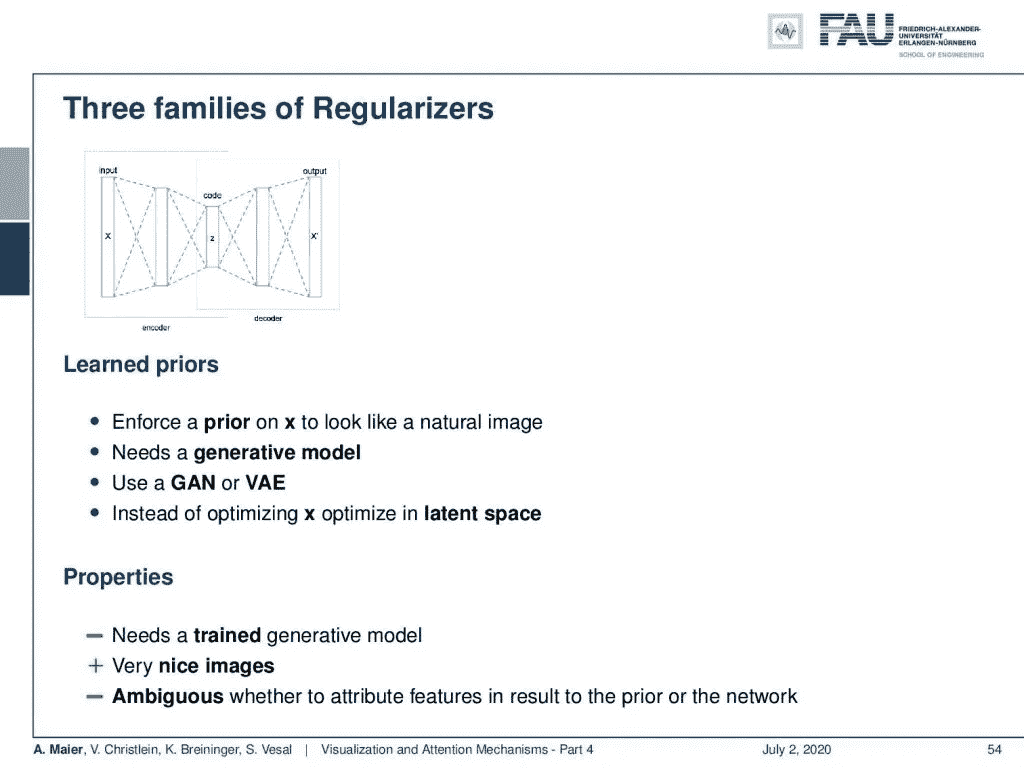 FAU
FRIEDRICH-ALEXANDER-
UNIVERSITÄT
ERLANGEN-NÜRNBERG
SCHOOL OF ENGINEERING
Three families of Regularizers
input
output
code
X
z
X'
decoder
encoder
Learned priors
• Enforce a prior on x to look like a natural image
• Needs a generative model
• Use a GAN or VAE
• Instead of optimizing x optimize in latent space
Properties
− Needs a trained generative model
+ Very nice images
− Ambiguous whether to attribute features in result to the prior or the network
A. Maier, V. Christlein, K. Breininger, S. Vesal | Visualization and Attention Mechanisms - Part 4 July 2, 2020 54